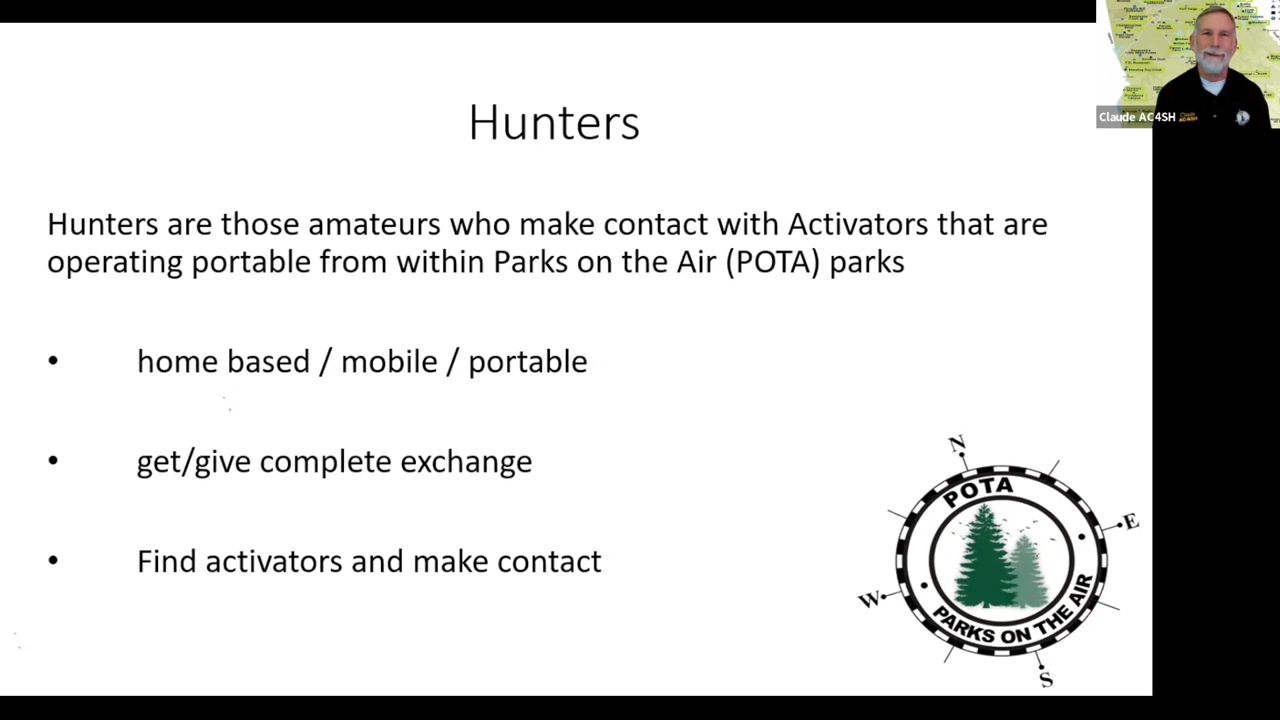 Hunters
Hunters are those amateurs who make contact with Activators that are
operating portable from within Parks on the Air (POTA) parks
• home based / mobile / portable
• get/give complete exchange
• Find activators and make contact
N
POTA
E
W
PARKS ON THE AIR
S
Claude AC4SH
Claude
AC4SH